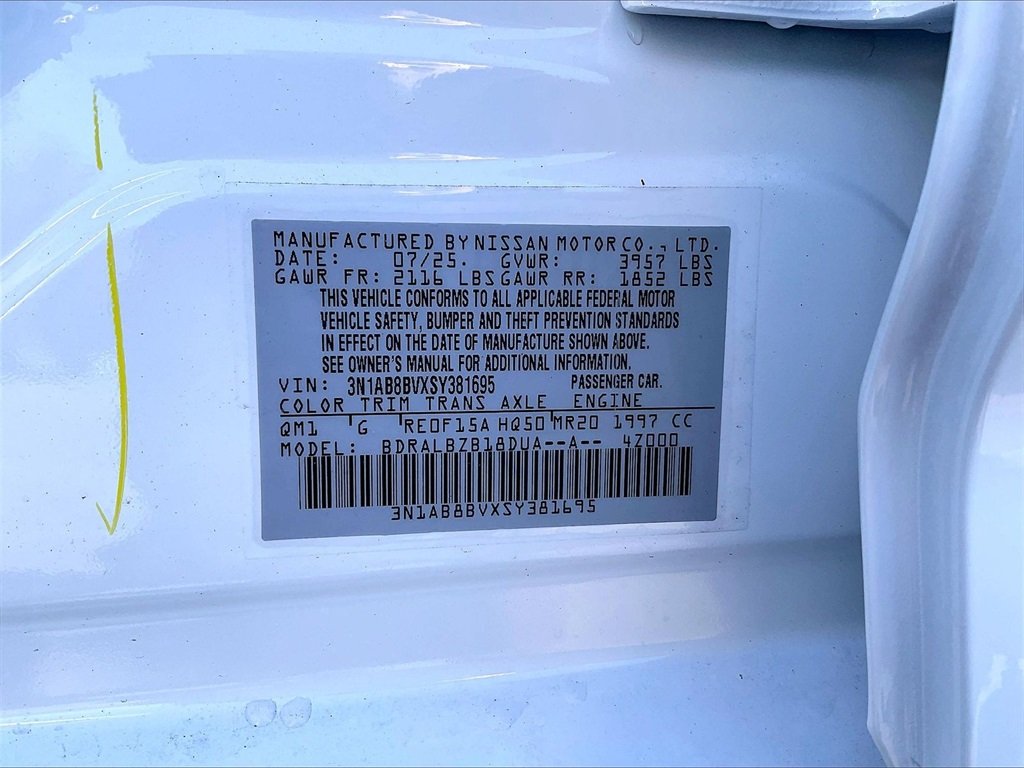 MANUFACTURED BY NISSAN MOTOR CO., LTD.
DATE: 07/25. GVWR: 3957 LBS
GAWR FR: 2116 LBS GAWR RR: 1852 LBS
THIS VEHICLE CONFORMS TO ALL APPLICABLE FEDERAL MOTOR
VEHICLE SAFETY, BUMPER AND THEFT PREVENTION STANDARDS
IN EFFECT ON THE DATE OF MANUFACTURE SHOWN ABOVE.
SEE OWNER'S MANUAL FOR ADDITIONAL INFORMATION.
VIN: 3N1AB8BVXSY381695 PASSENGER CAR.
COLOR TRIM TRANS AXLE ENGINE
QM1 G RE0F15A HQ50 MR20 1997 CC
MODEL: BDRALBZB18DUA--A-- 4Z000
3N1AB8BVXSY381695